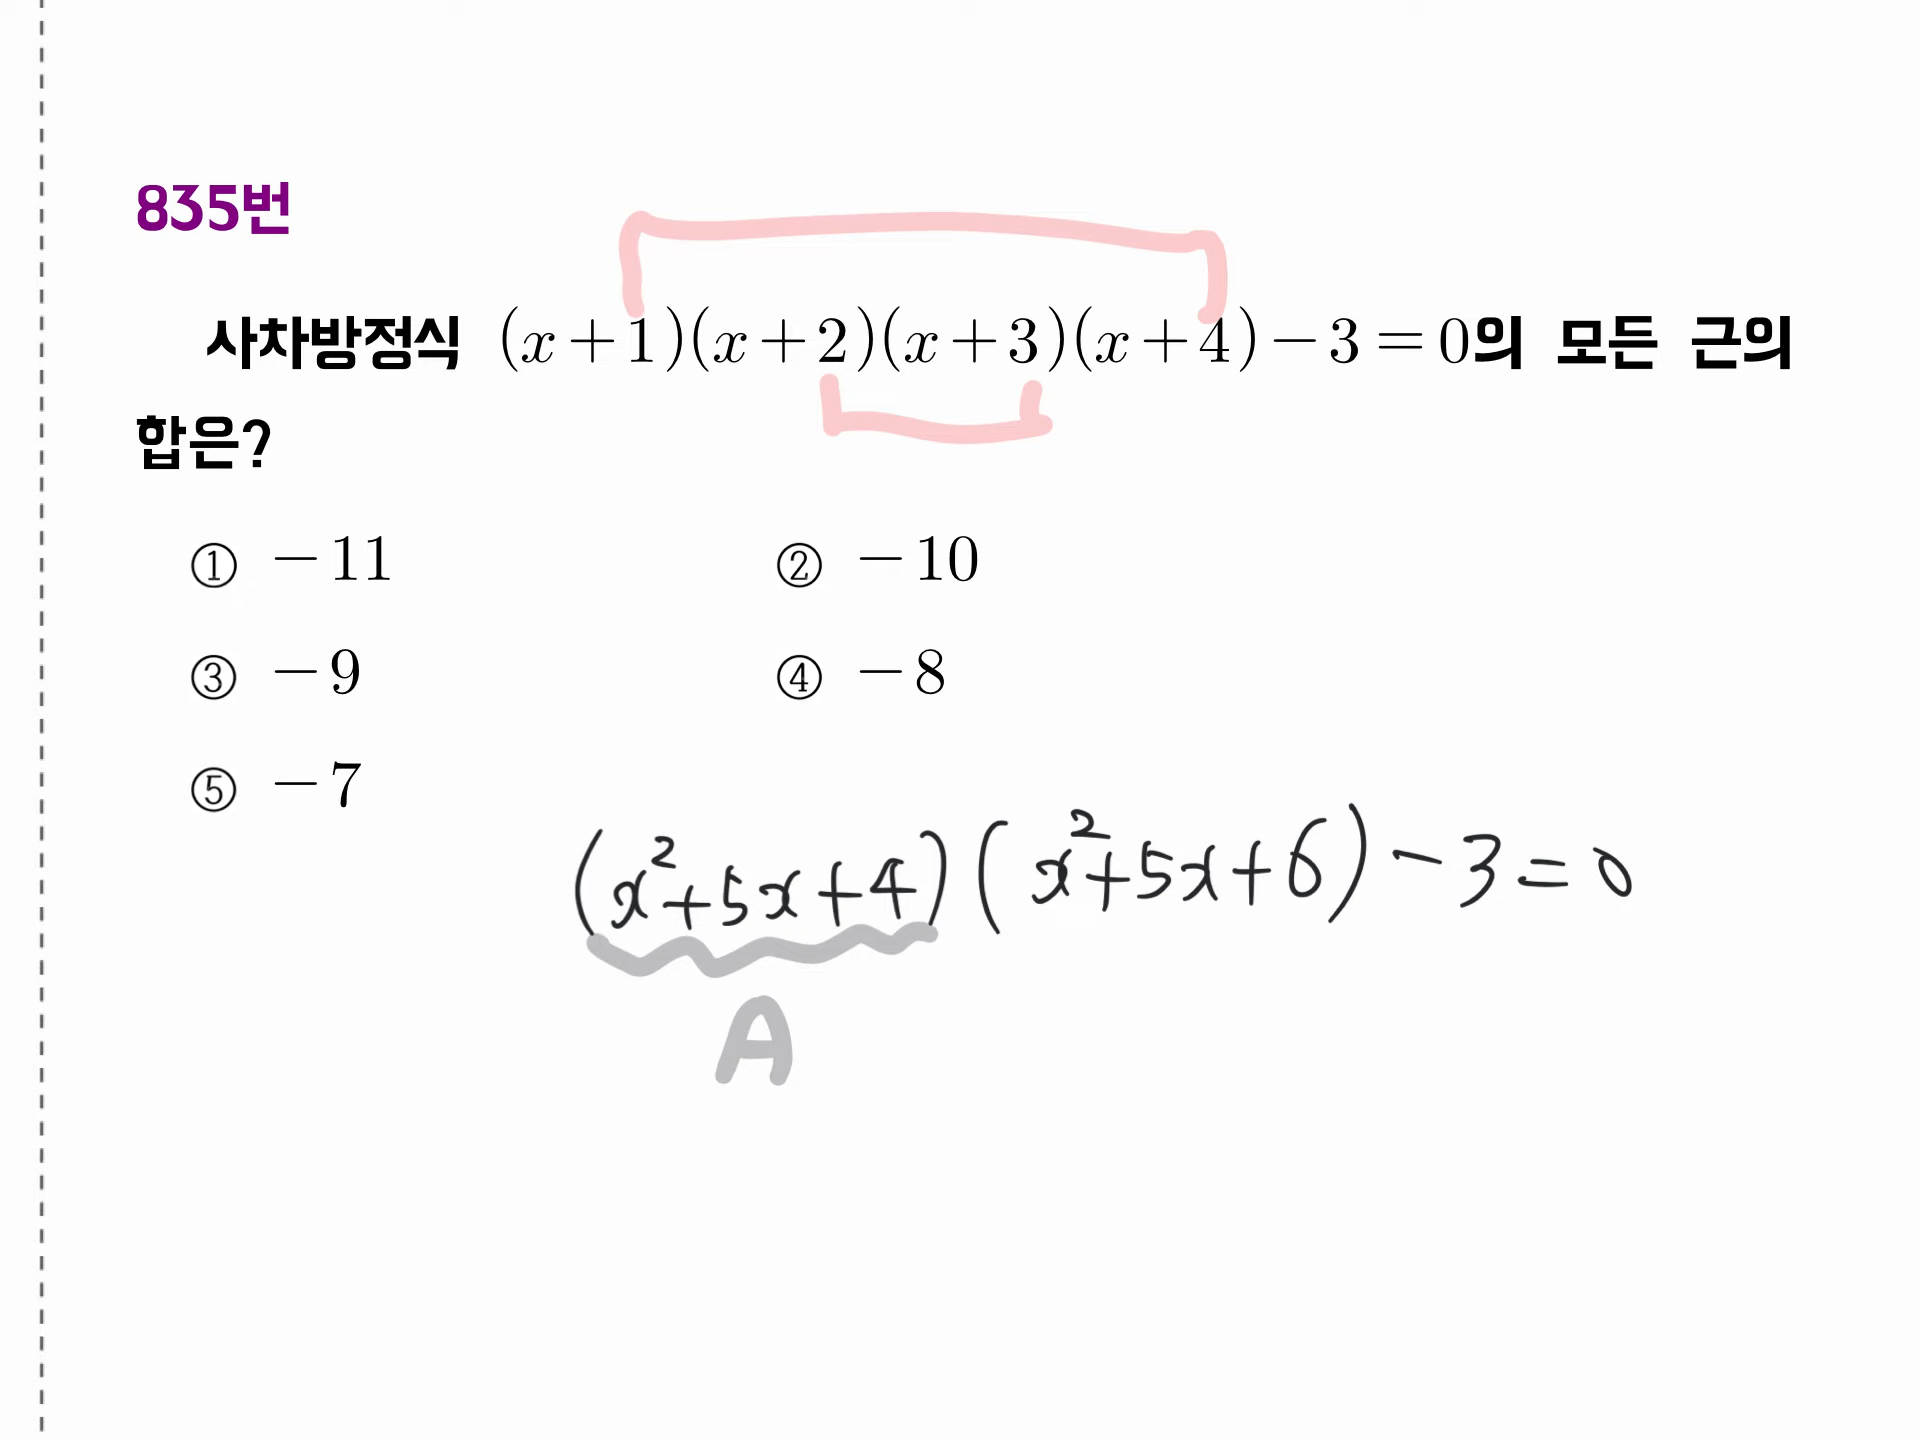 835번
사차방정식 (x+1)(x+2)(x+3)(x+4)-3=0의 모든 근의
합은?
① -11 ② -10
③ -9 ④ -8
⑤ -7
(x²+5x+4)(x²+5x+6)-3=0
A